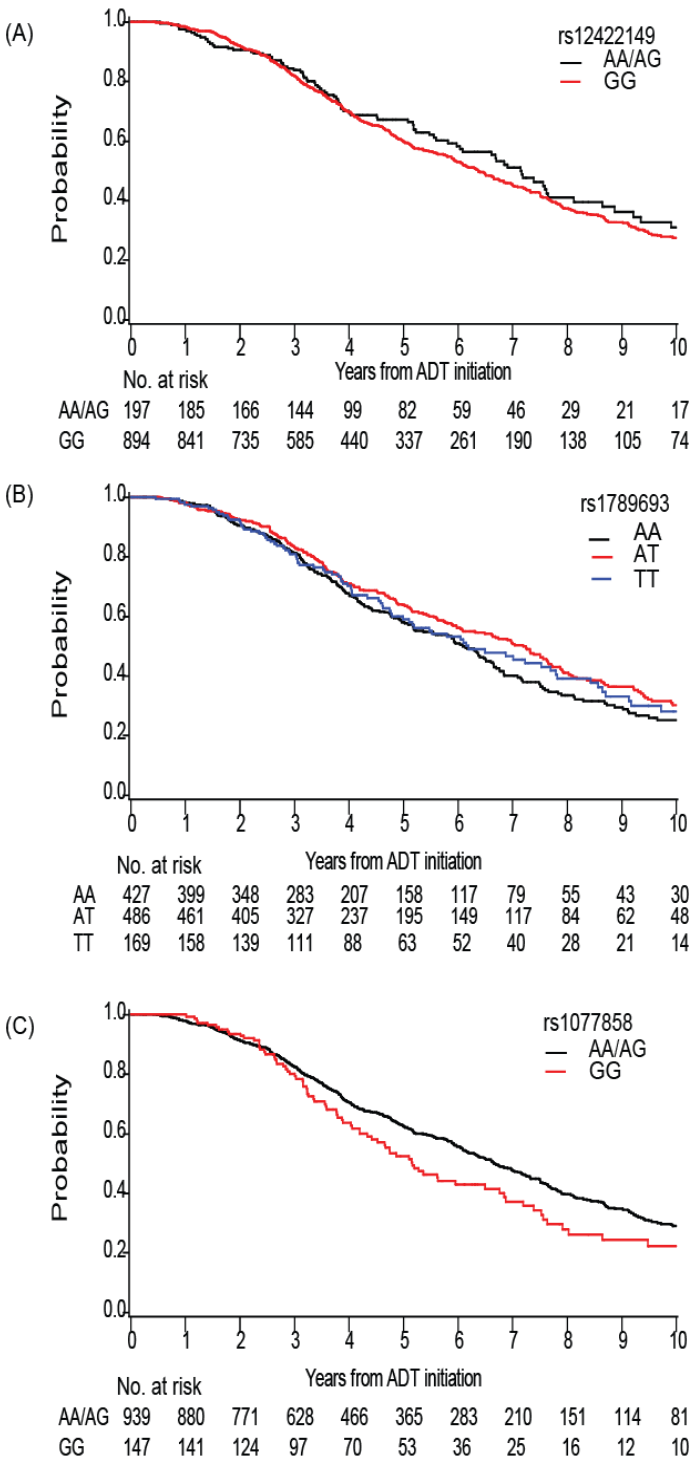 (A)
rs12422149
AA/AG
GG
Probability
1.0
0.8
0.6
0.4
0.2
0.0
0 1 2 3 4 5 6 7 8 9 10
Years from ADT initiation
No. at risk
AA/AG 197 185 166 144 99 82 59 46 29 21 17
GG 894 841 735 585 440 337 261 190 138 105 74
(B)
rs1789693
AA
AT
TT
Probability
1.0
0.8
0.6
0.4
0.2
0.0
0 1 2 3 4 5 6 7 8 9 10
Years from ADT initiation
No. at risk
AA 427 399 348 283 207 158 117 79 55 43 30
AT 486 461 405 327 237 195 149 117 84 62 48
TT 169 158 139 111 88 63 52 40 28 21 14
(C)
rs1077858
AA/AG
GG
Probability
1.0
0.8
0.6
0.4
0.2
0.0
0 1 2 3 4 5 6 7 8 9 10
Years from ADT initiation
No. at risk
AA/AG 939 880 771 628 466 365 283 210 151 114 81
GG 147 141 124 97 70 53 36 25 16 12 10